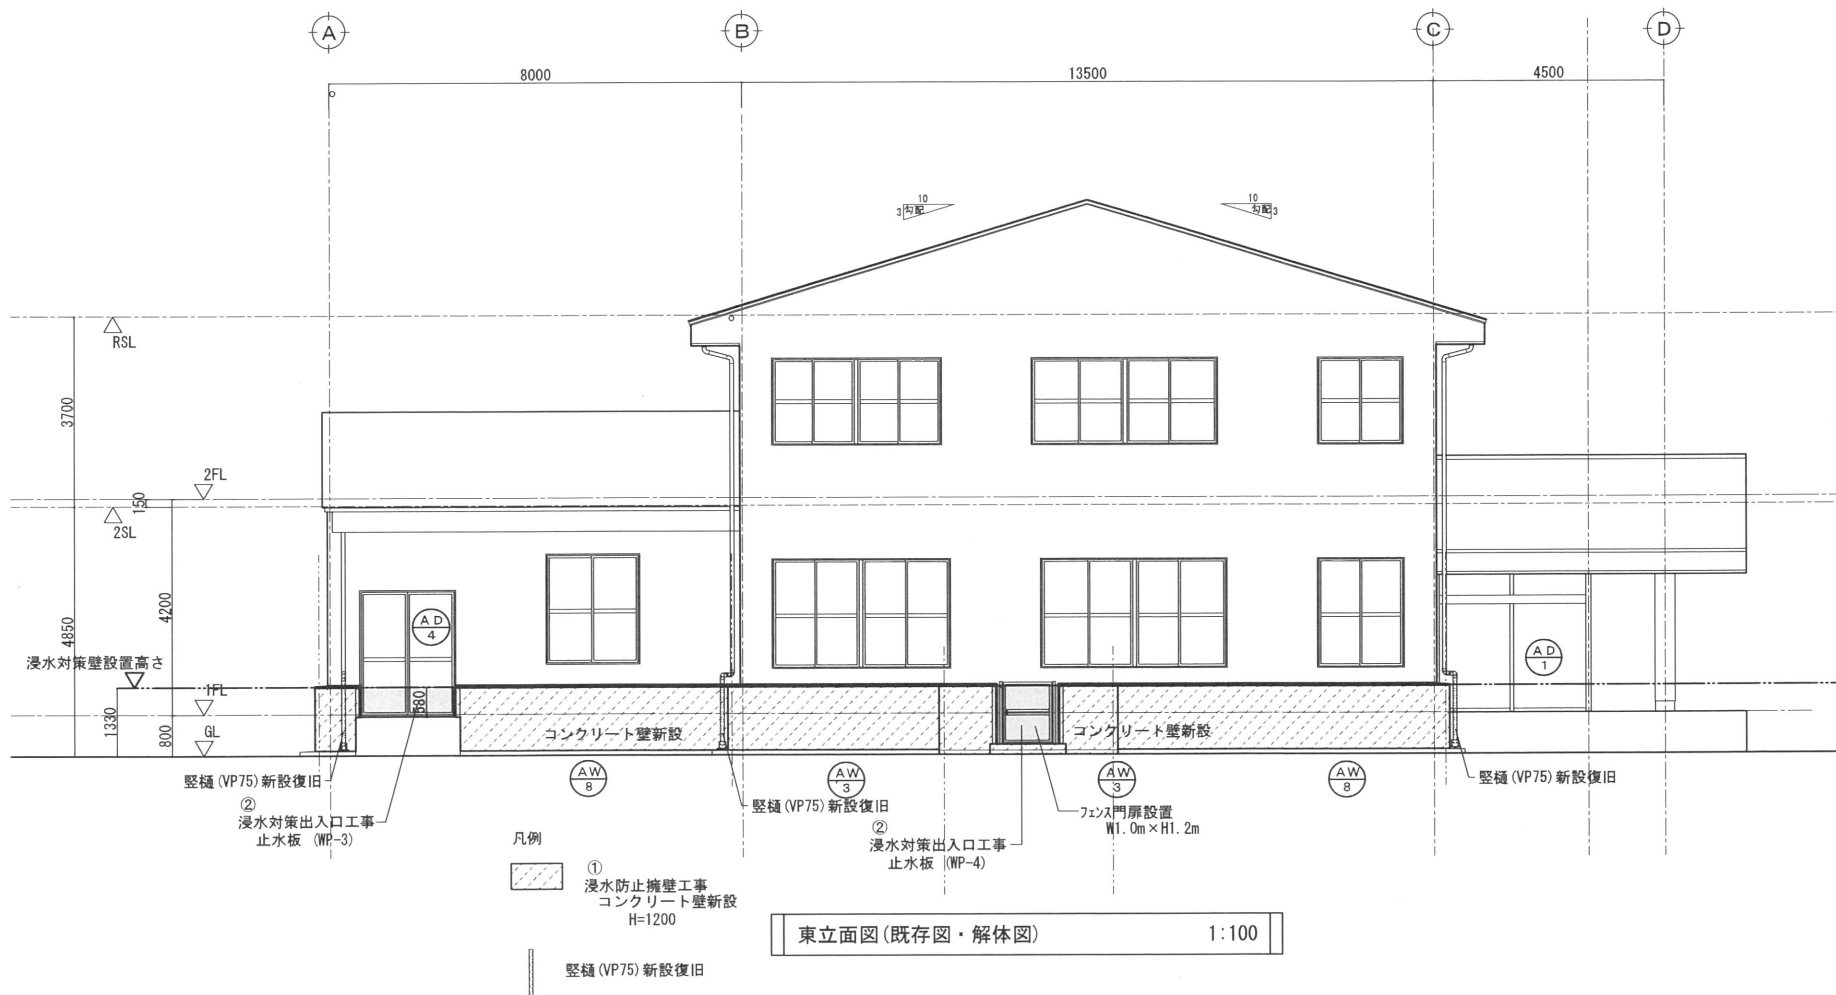 A
B
C
D
8000
13500
4500
10
3
勾配
10
勾配
3
RSL
3700
2FL
150
2SL
4850
4200
AD
4
AD
1
浸水対策壁設置高さ
1FL
580
1330
800
GL
コンクリート壁新設
コンクリート壁新設
竪樋(VP75)新設復旧
AW
8
AW
3
AW
3
AW
8
竪樋(VP75)新設復旧
竪樋(VP75)新設復旧
②
浸水対策出入口工事
止水板 (WP-3)
フェンス門扉設置
W1.0m×H1.2m
②
浸水対策出入口工事
止水板 (WP-4)
凡例
①
浸水防止擁壁工事
コンクリート壁新設
H=1200
竪樋(VP75)新設復旧
東立面図(既存図・解体図) 1:100